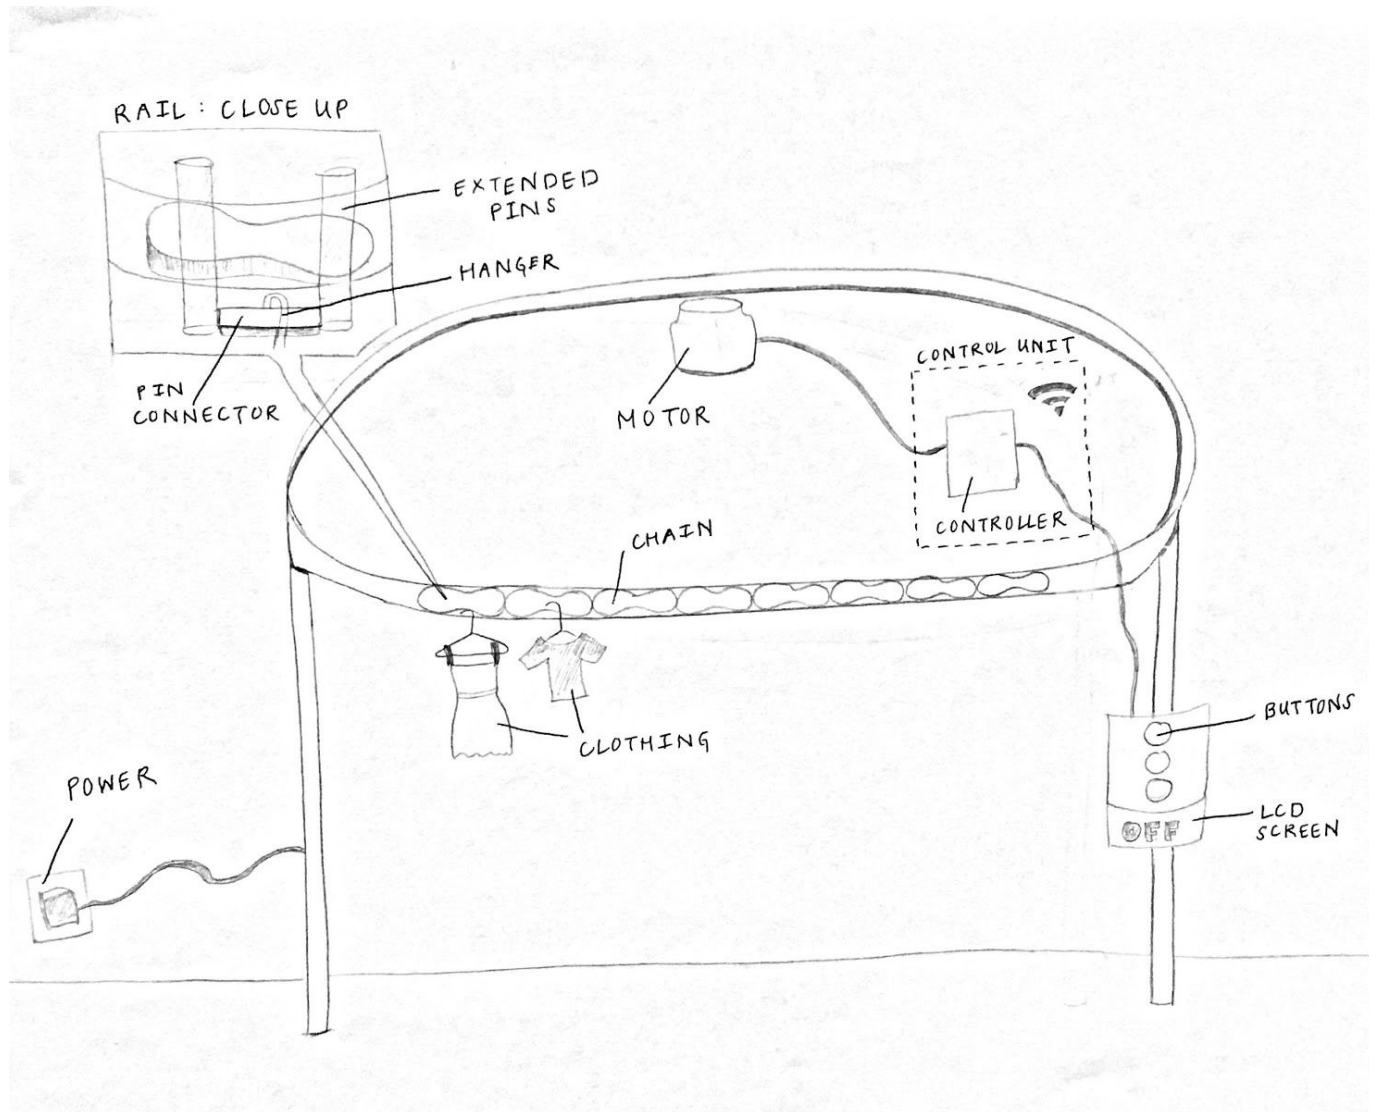 RAIL : CLOSE UP
EXTENDED
PINS
HANGER
PIN
CONNECTOR
MOTOR
CONTROL UNIT
CONTROLLER
CHAIN
CLOTHING
POWER
BUTTONS
OFF
LCD
SCREEN